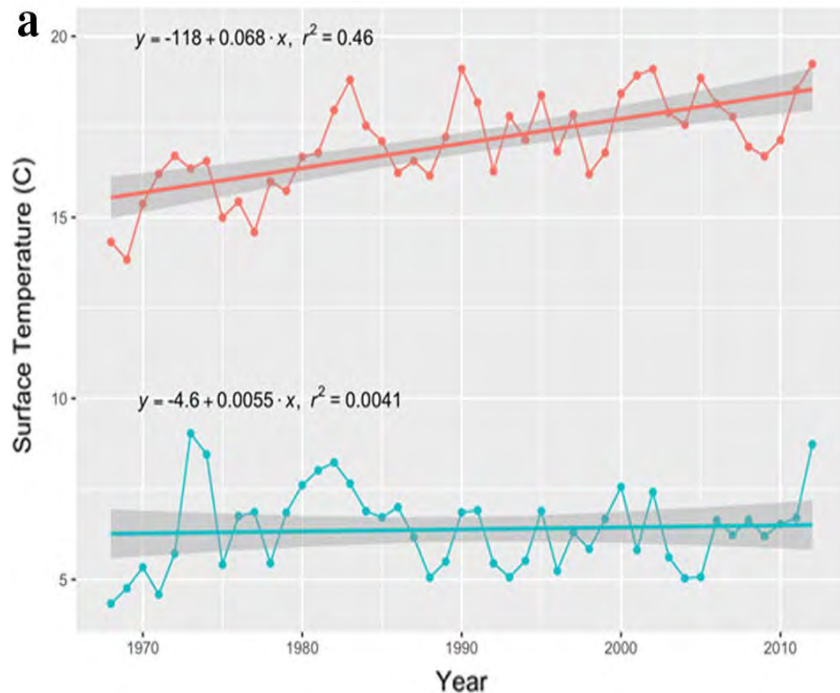 a
y = -118 + 0.068 · x, r² = 0.46
20
15
Surface Temperature (C)
10
y = -4.6 + 0.0055 · x, r² = 0.0041
5
1970 1980 1990 2000 2010
Year